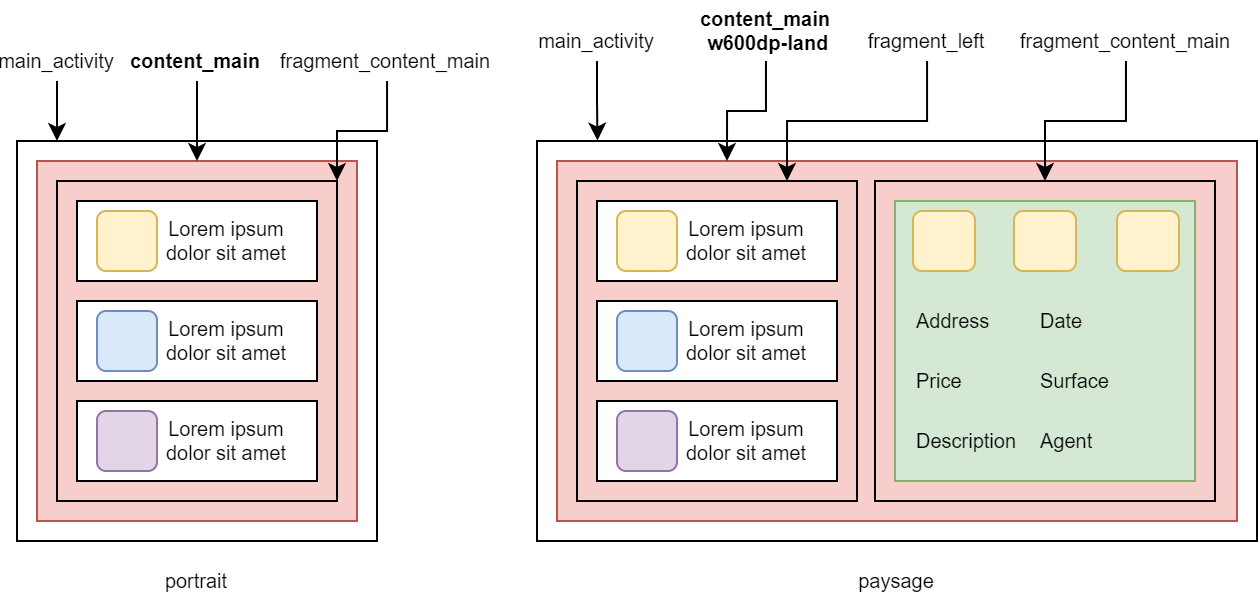 main_activity
content_main
fragment_content_main
Lorem ipsum
dolor sit amet
Lorem ipsum
dolor sit amet
Lorem ipsum
dolor sit amet
portrait
main_activity
content_main
w600dp-land
fragment_left
fragment_content_main
Lorem ipsum
dolor sit amet
Lorem ipsum
dolor sit amet
Lorem ipsum
dolor sit amet
Address
Date
Price
Surface
Description
Agent
paysage